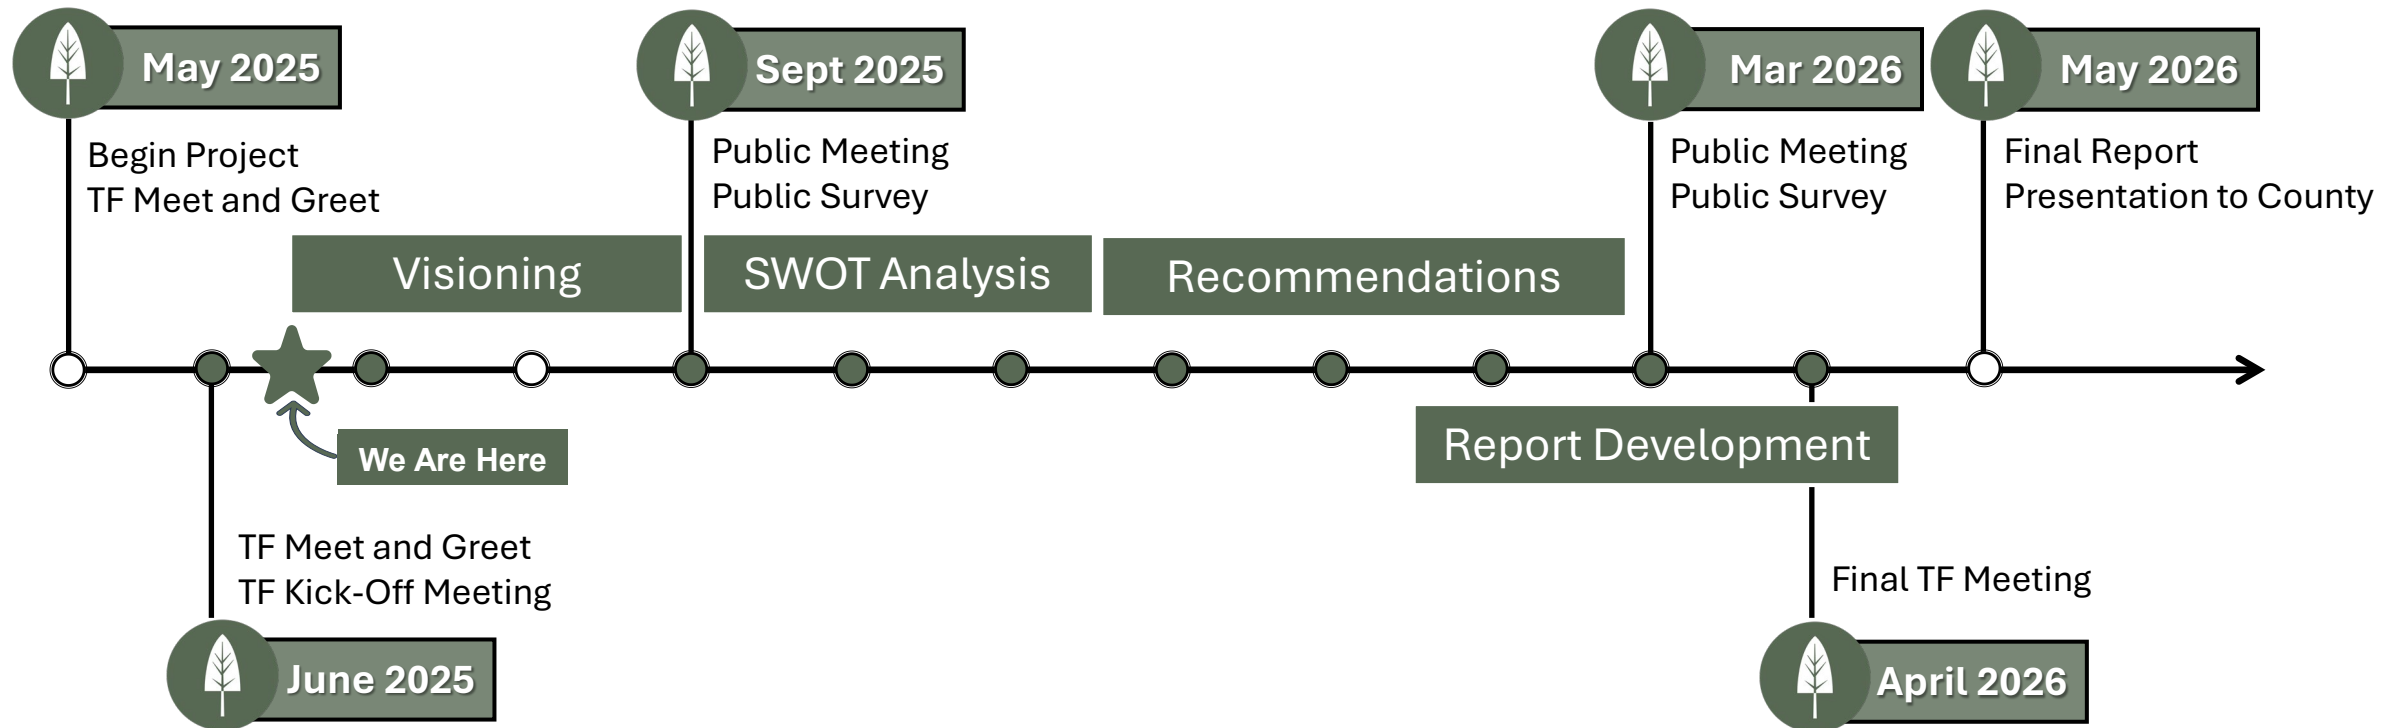 May 2025
Sept 2025
Mar 2026
May 2026
Begin Project
TF Meet and Greet
Public Meeting
Public Survey
Public Meeting
Public Survey
Final Report
Presentation to County
Visioning
SWOT Analysis
Recommendations
We Are Here
Report Development
TF Meet and Greet
TF Kick-Off Meeting
Final TF Meeting
June 2025
April 2026